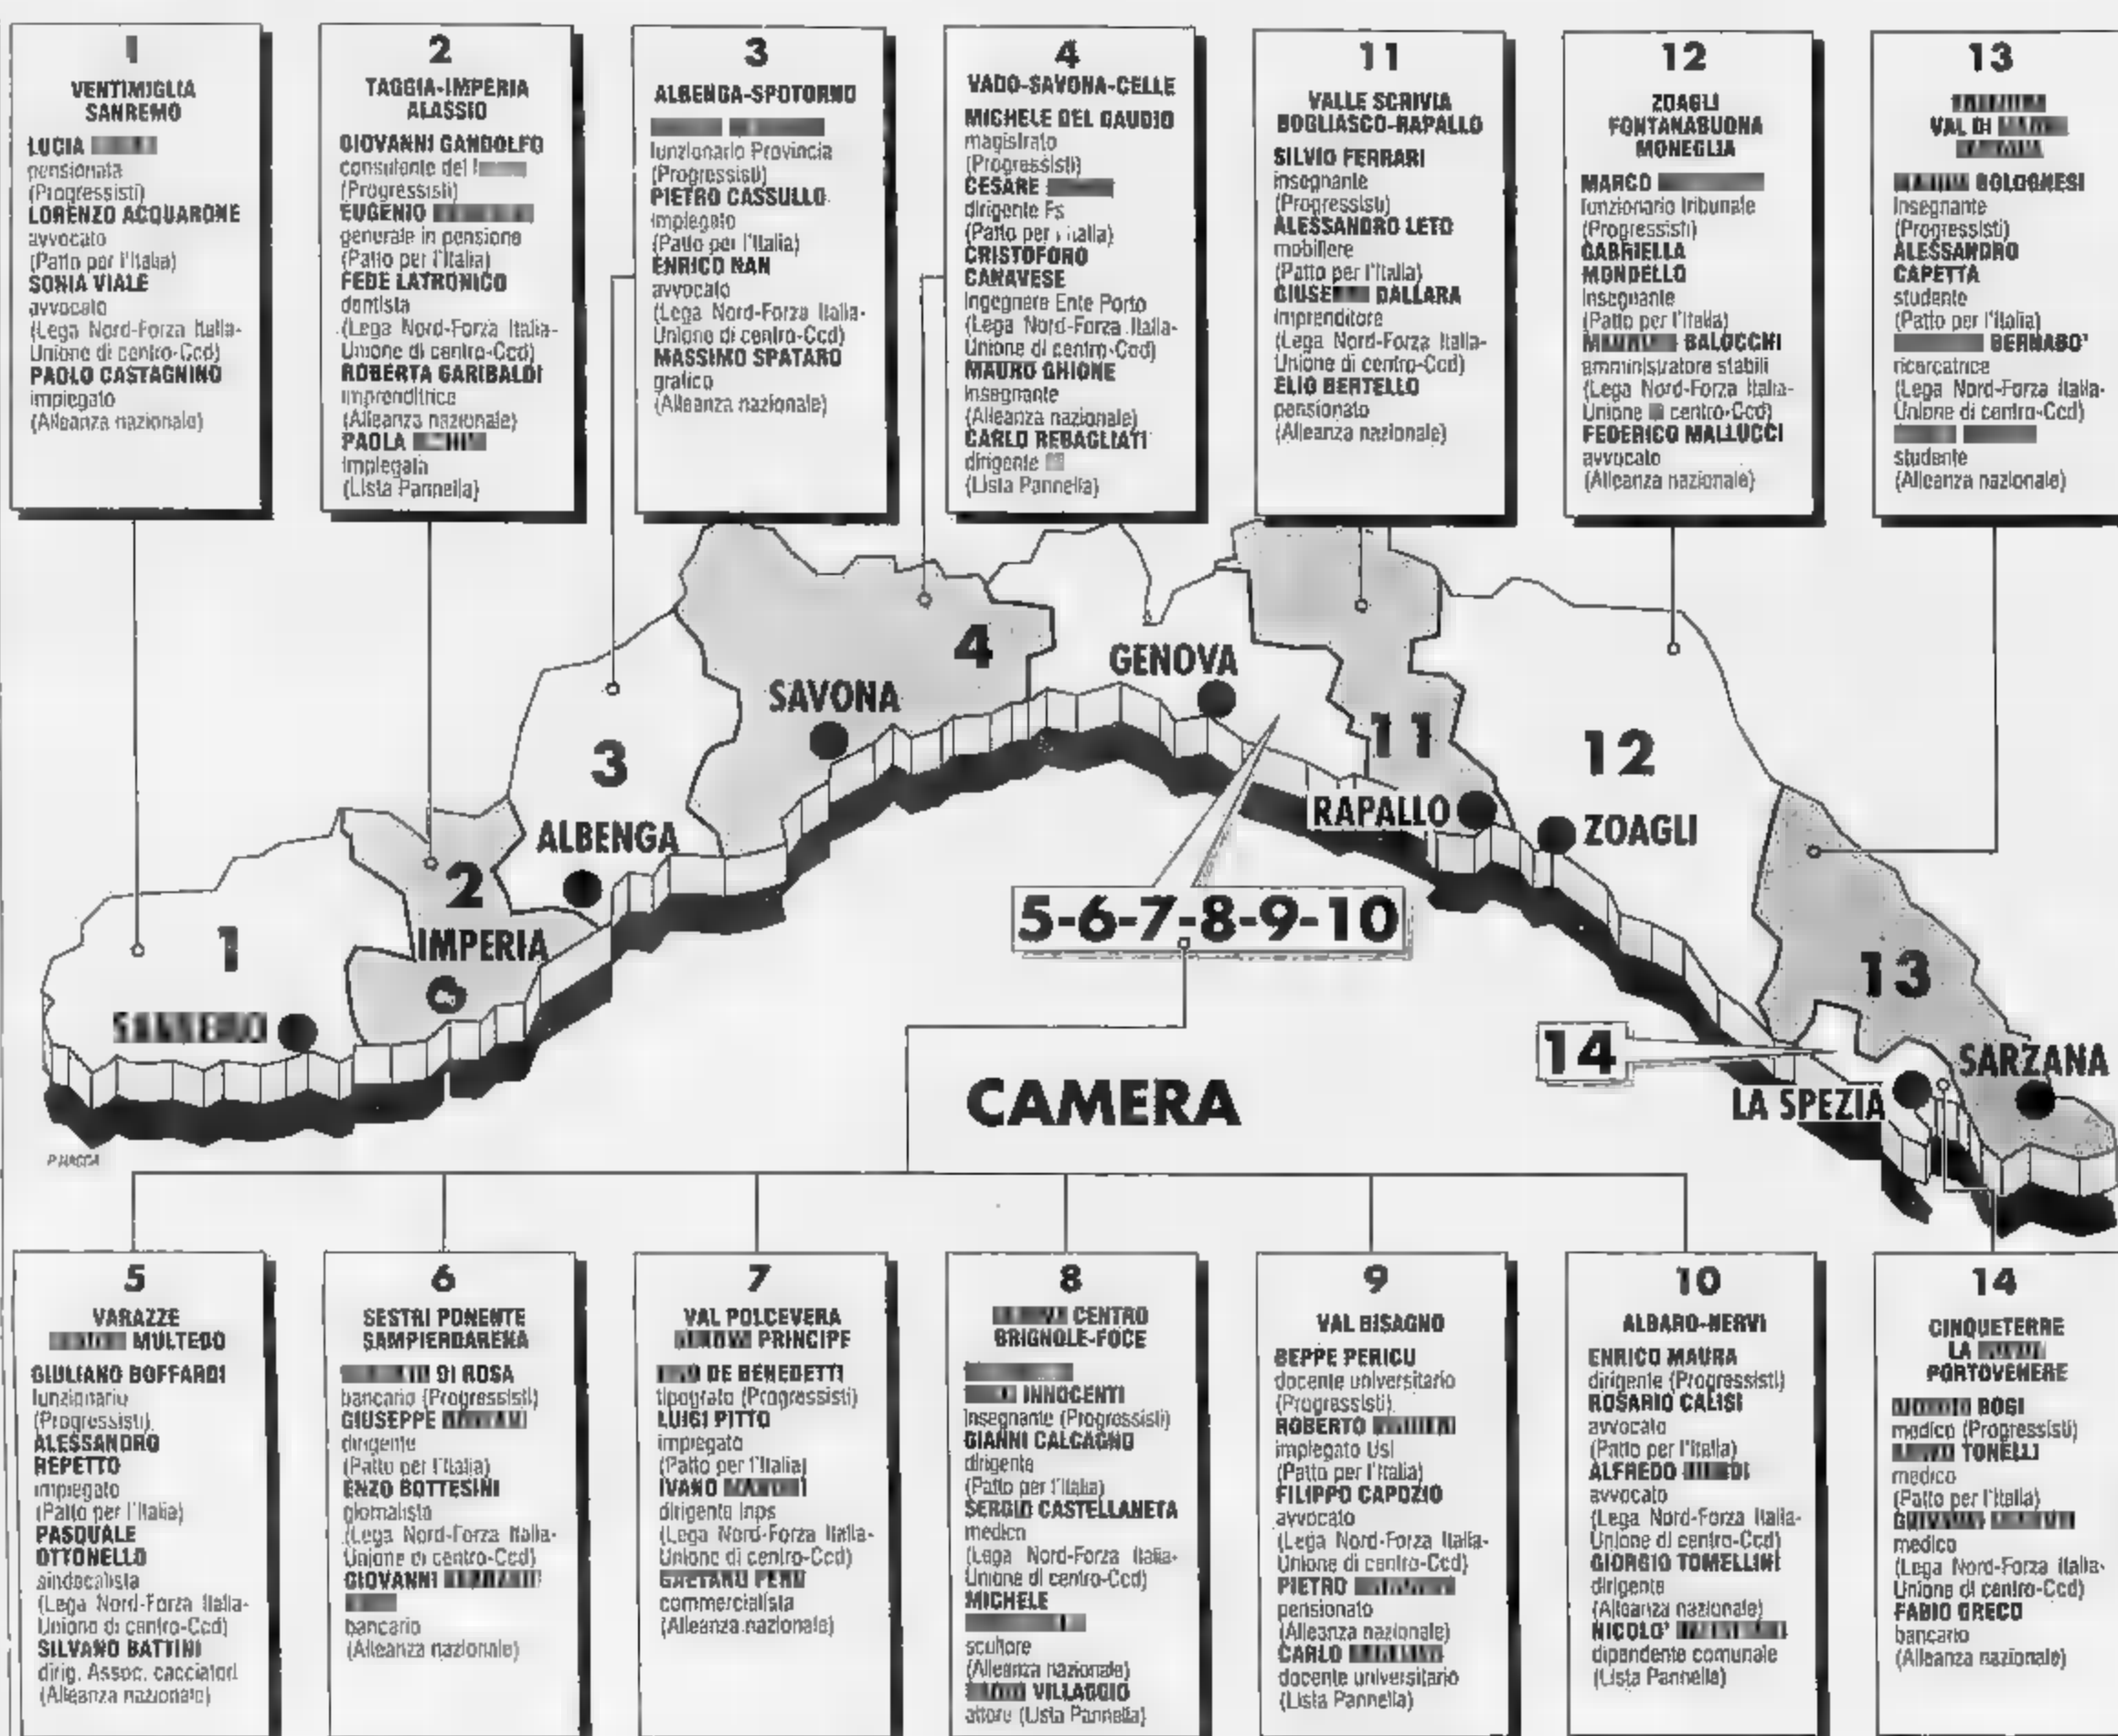 1
VENTIMIGLIA
SANREMO
LUCIA
pensionata
(Progressisti)
LORENZO ACQUARONE
avvocato
(Patto per l'Italia)
SONIA VIALE
avvocato
(Lega Nord-Forza Italia-
Unione di centro-Ccd)
PAOLO CASTAGNINO
impiegato
(Alleanza nazionale)
2
TAGGIA-IMPERIA
ALASSIO
GIOVANNI GANDOLFO
consulente del
(Progressisti)
EUGENIO
generale in pensione
(Patto per l'Italia)
FEDE LATRONICO
dentista
(Lega Nord-Forza Italia-
Unione di centro-Ccd)
ROBERTA GARIBALDI
imprenditrice
(Alleanza nazionale)
PAOLA
impiegata
(Lista Pannella)
3
ALBENGA-SPOTORNO
funzionario Provincia
(Progressisti)
PIETRO CASSULLO
impiegato
(Patto per l'Italia)
ENRICO NAN
avvocato
(Lega Nord-Forza Italia-
Unione di centro-Ccd)
MASSIMO SPATARO
grafico
(Alleanza nazionale)
4
VADO-SAVONA-CELLE
MICHELE DEL GAUDIO
magistrato
(Progressisti)
CESARE
dirigente Fs
(Patto per l'Italia)
CRISTOFORO
CANAVESE
Ingegnere Ente Porto
(Lega Nord-Forza Italia-
Unione di centro-Ccd)
MAURO GHIONE
insegnante
(Alleanza nazionale)
CARLO REBAGLIATI
dirigente
(Lista Pannella)
11
VALLE SCRIVIA
BOGLIASCO-RAPALLO
SILVIO FERRARI
insegnante
(Progressisti)
ALESSANDRO LETO
mobiliere
(Patto per l'Italia)
DALLARA
imprenditore
(Lega Nord-Forza Italia-
Unione di centro-Ccd)
ELIO BERTELLO
pensionato
(Alleanza nazionale)
12
ZOAGLI
FONTANABUONA
MONEGLIA
MARCO
funzionario tribunale
(Progressisti)
GABRIELLA
MONDELLO
insegnante
(Patto per l'Italia)
BALOCCHI
amministratore stabili
(Lega Nord-Forza Italia-
Unione centro-Ccd)
FEDERICO MALLUCCI
avvocato
(Alleanza nazionale)
13
VAL DI
BOLOGNESI
insegnante
(Progressisti)
ALESSANDRO
CAPETTA
studente
(Patto per l'Italia)
BERNABO'
ricercatrice
(Lega Nord-Forza Italia-
Unione di centro-Ccd)
studente
(Alleanza nazionale)
4
GENOVA
SAVONA
3
11
12
ALBENGA
RAPALLO
ZOAGLI
2
5-6-7-8-9-10
1
IMPERIA
13
14
SARZANA
LA SPEZIA
CAMERA
5
VARAZZE
MULTEDO
GIULIANO BOFFARDI
funzionario
(Progressisti)
ALESSANDRO
REPETTO
impiegato
(Patto per l'Italia)
PASQUALE
OTTONELLO
sindacalista
(Lega Nord-Forza Italia-
Unione di centro-Ccd)
SILVANO BATTINI
dirig. Assoc. cacciatori
(Alleanza nazionale)
6
SESTRI PONENTE
SAMPIERDARENA
DI ROSA
bancario (Progressisti)
GIUSEPPE
dirigente
(Patto per l'Italia)
ENZO BOTTESINI
giornalista
(Lega Nord-Forza Italia-
Unione di centro-Ccd)
GIOVANNI
bancario
(Alleanza nazionale)
7
VAL POLCEVERA
PRINCIPE
DE BENEDETTI
tipografo (Progressisti)
LUIGI PITTO
impiegato
(Patto per l'Italia)
IVANO
dirigente Inps
(Lega Nord-Forza Italia-
Unione di centro-Ccd)
commercialista
(Alleanza nazionale)
8
CENTRO
BRIGNOLE-FOCE
INNOCENTI
insegnante (Progressisti)
GIANNI CALCAGNO
dirigente
(Patto per l'Italia)
SERGIO CASTELLANETA
medico
(Lega Nord-Forza Italia-
Unione di centro-Ccd)
MICHELE
scultore
(Alleanza nazionale)
VILLAGGIO
attore (Lista Pannella)
9
VAL BISAGNO
BEPPE PERICU
docente universitario
(Progressisti)
ROBERTO
impiegato Usl
(Patto per l'Italia)
FILIPPO CAPOZIO
avvocato
(Lega Nord-Forza Italia-
Unione di centro-Ccd)
PIETRO
pensionato
(Alleanza nazionale)
CARLO
docente universitario
(Lista Pannella)
10
ALBARO-NERVI
ENRICO MAURA
dirigente (Progressisti)
ROSARIO CALISI
avvocato
(Patto per l'Italia)
ALFREDO
avvocato
(Lega Nord-Forza Italia-
Unione di centro-Ccd)
GIORGIO TOMELLINI
dirigente
(Alleanza nazionale)
NICOLO'
dipendente comunale
(Lista Pannella)
14
CINQUETERRE
LA
PORTOVENERE
BOGI
medico (Progressisti)
TONELLI
medico
(Patto per l'Italia)
medico
(Lega Nord-Forza Italia-
Unione di centro-Ccd)
FABIO GRECO
bancario
(Alleanza nazionale)